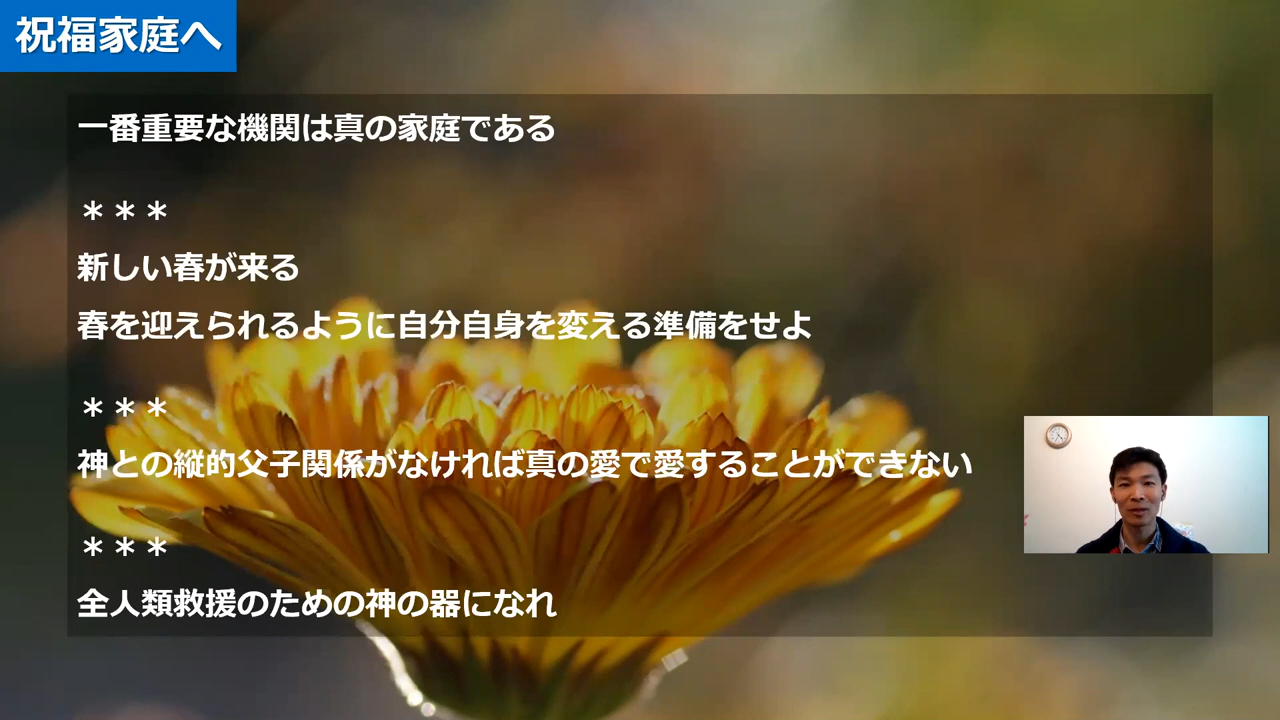 祝福家庭へ
一番重要な機関は真の家庭である
＊＊＊
新しい春が来る
春を迎えられるように自分自身を変える準備をせよ
＊＊＊
神との縦的父子関係がなければ真の愛で愛することができない
＊＊＊
全人類救援のための神の器になれ